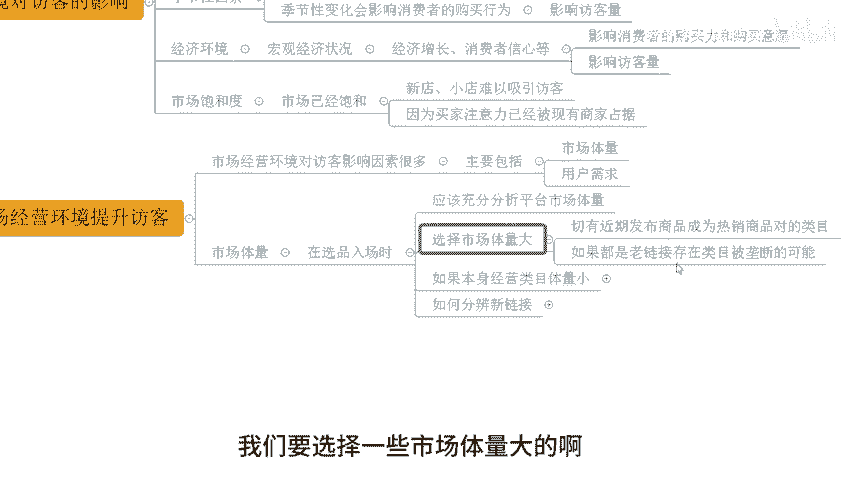 境对访客的影响
季节性变化会影响消费者的购买行为
影响访客量
经济环境
宏观经济状况
经济增长、消费者信心等
影响消费者的购买力和购买意愿
影响访客量
市场饱和度
市场已经饱和
新店、小店难以吸引访客
因为买家注意力已经被现有商家占据
场经营环境提升访客
市场经营环境对访客影响因素很多
主要包括
市场体量
用户需求
市场体量
在选品入场时
应该充分分析平台市场体量
选择市场体量大
切有近期发布商品成为热销商品对的类目
如果都是老链接存在类目被垄断的可能
如果本身经营类目体量小
如何分辨新链接
我们要选择一些市场体量大的啊